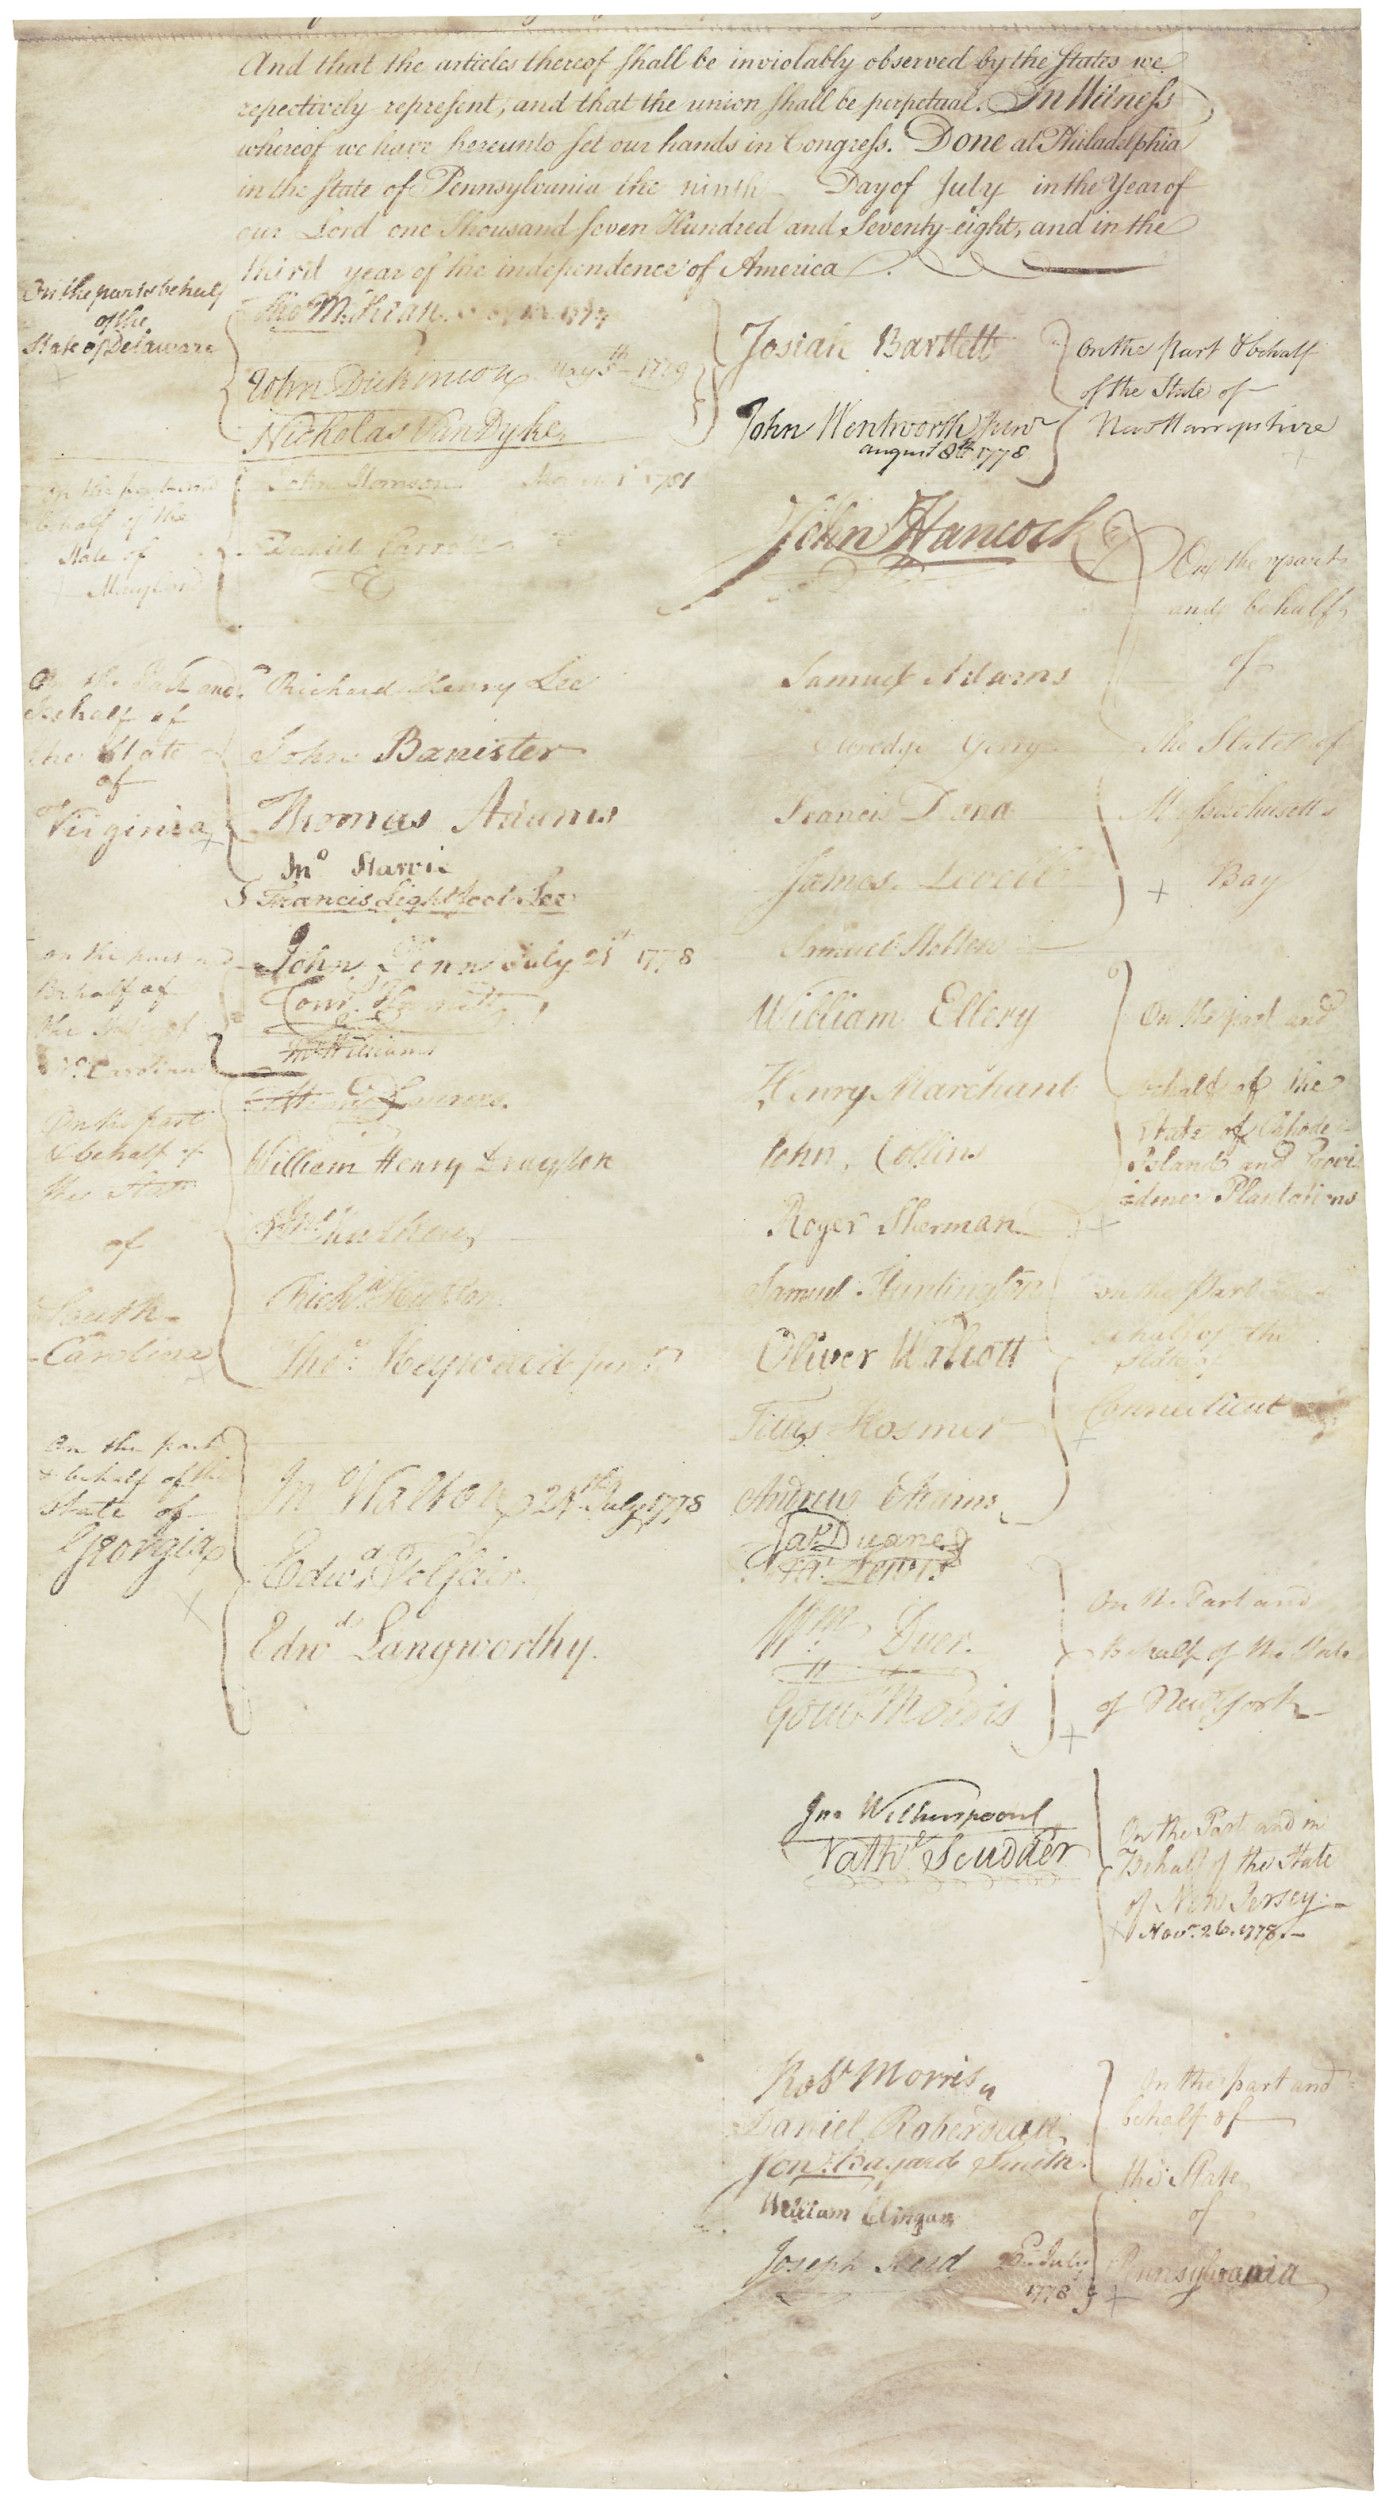 And that the articles thereof shall be inviolably observed by the States we
repectively represent, and that the union shall be perpetual. In Witness
whereof we have hereunto set our hands in Congress. Done at Philadelphia
in the State of Pennsylvania the ninth Day of July in the Year of
our Lord one Thousand seven Hundred and Seventy-eight, and in the
third year of the independence of America.
On the part & behalf
of the
State of Delaware
Tho M:Kean
John Dickinson May 5th 1779
Nicholas Van Dyke,
On the part and
behalf of the
State of
Maryland
John Hanson March 1 1781
Daniel Carroll
On the Part and
Behalf of
the State
of
Virginia
Richard Henry Lee
John Banister
Thomas Adams
Jno Harvie
Francis Lightfoot Lee
on the part and
Behalf of
the State of
No. Carolina
John Penn July 21st 1778
Corns Harnett
Jno Williams
On the part
& behalf of
the State
of
South-
Carolina
Henry Laurens.
William Henry Drayton
Jno Mathews
Richd Hutson
Thos Heyward junr
On the part
& behalf of the
State of
Georgia
Jno Walton 24th July 1778
Edwd Telfair.
Edwd Langworthy.
Josiah Bartlett
John Wentworth junr
august 8th 1778
On the part & behalf
of the State of
New Hampshire
John Hancock
Samuel Adams
Elbridge Gerry
Francis Dana
James Lovell
Samuel Holten
On the part
and behalf
of
The State of
Massachusetts
Bay
William Ellery
Henry Marchant
John Collins
On the part and
behalf of the
State of Rhode
Island and Provi
=dence Plantations
Roger Sherman
Samuel Huntington
Oliver Wolcott
Titus Hosmer
Andrew Adams
on the Part and
behalf of the
State of
Connecticut
Jas Duane
Fra. Lewis
Wm Duer.
Gouv Morris
On the Part and
Behalf of the State
of New York
Jno Witherspoon
Nathl Scudder
On the Part and in
Behalf of the State
of New Jersey.
Novr. 26. 1778.
Robt Morris
Daniel Roberdeau
Jon. Bayard Smith.
William Clingan
Joseph Reed 22d July
1778
On the part and
behalf of
the State
of
Pennsylvania